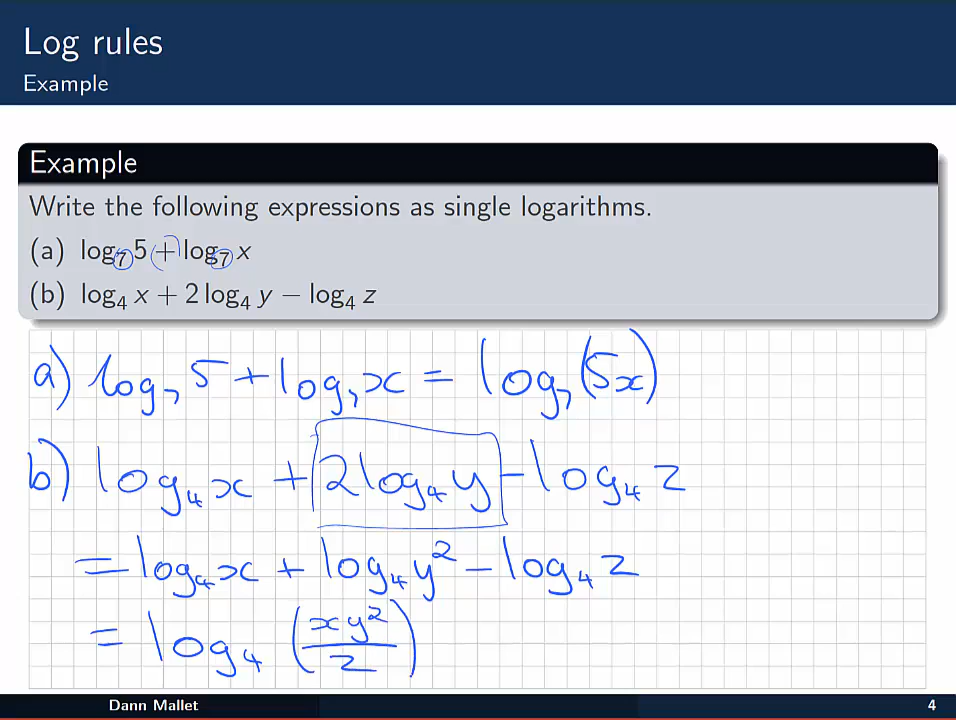 Log rules
Example
Example
Write the following expressions as single logarithms.
(a) log₇ 5 + log₇ x
(b) log₄ x + 2 log₄ y − log₄ z
a) log₇ 5 + log₇ x = log₇ (5x)
b) log₄ x + 2 log₄ y − log₄ z
= log₄ x + log₄ y² − log₄ z
= log₄ (xy²/z)
Dann Mallet 4